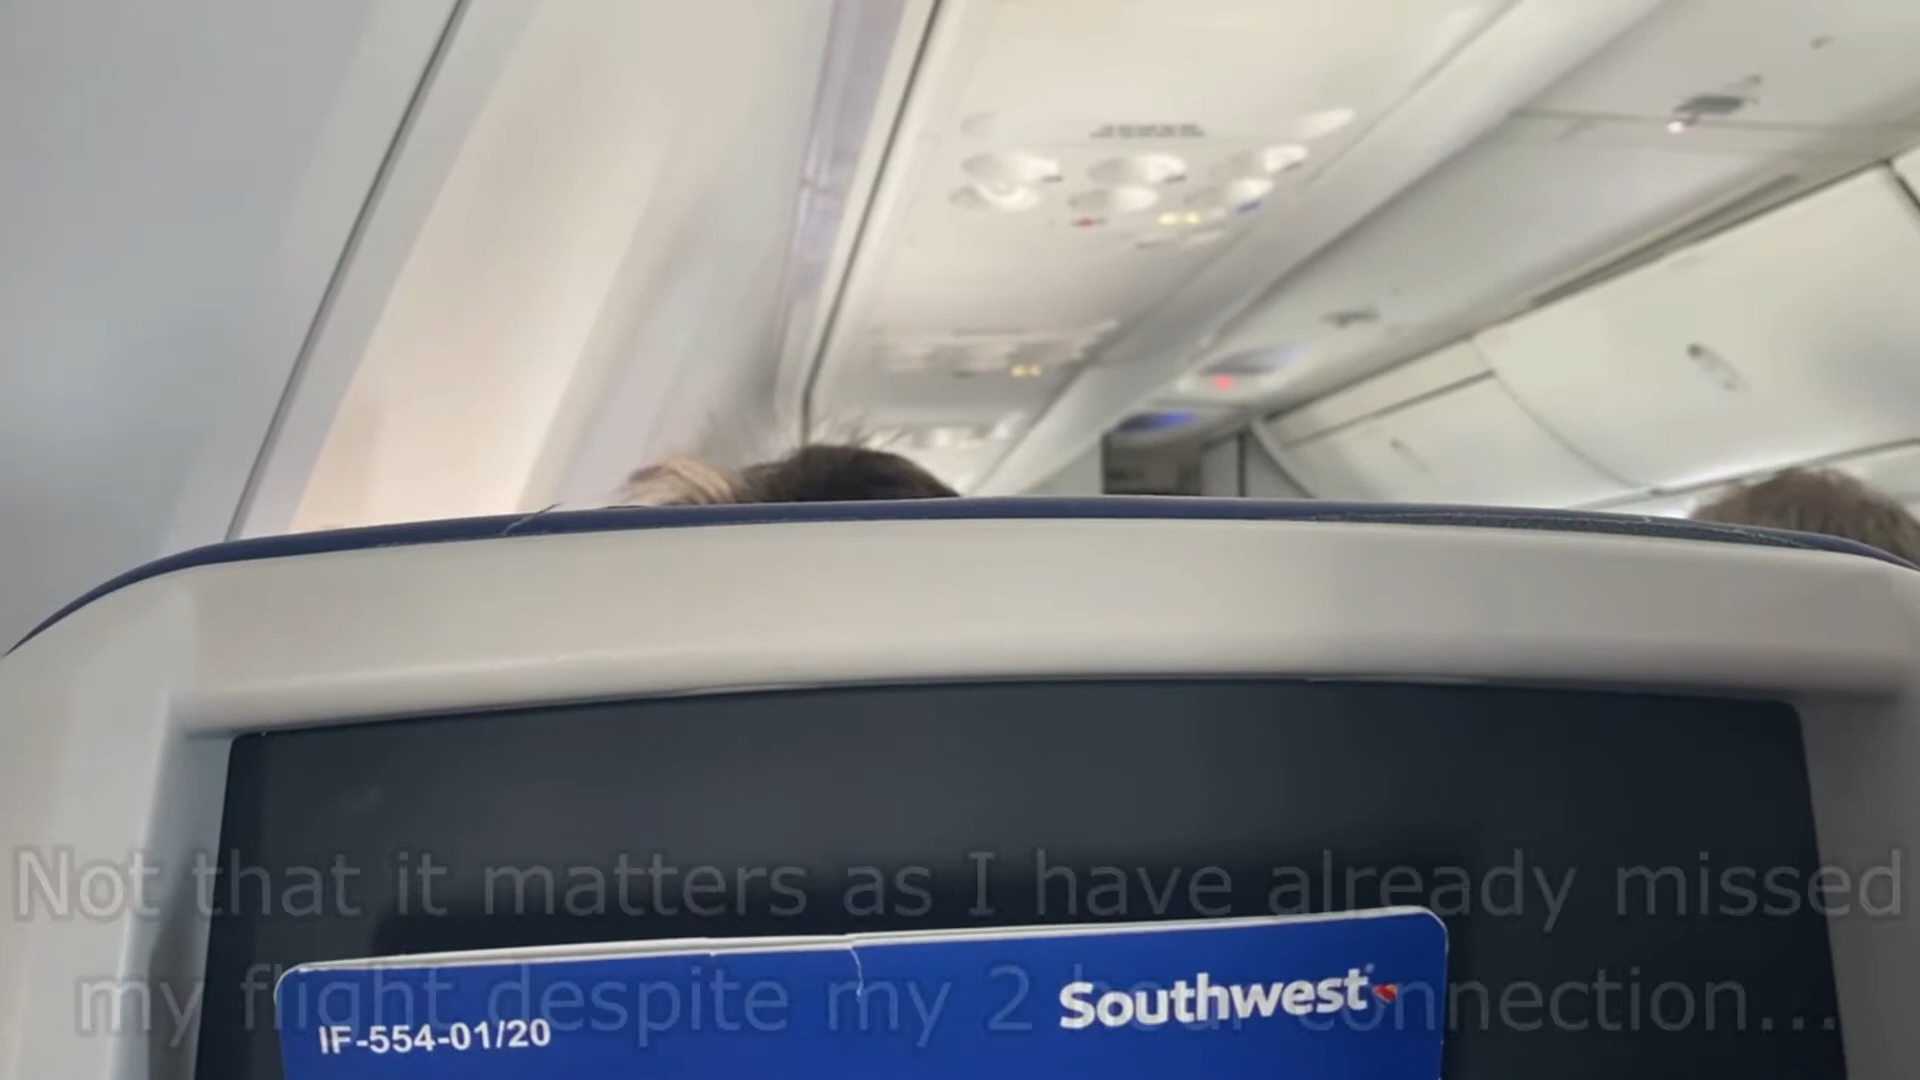 Not that it matters as I have already missed
my flight despite my 2 hour connection...
Southwest
IF-554-01/20